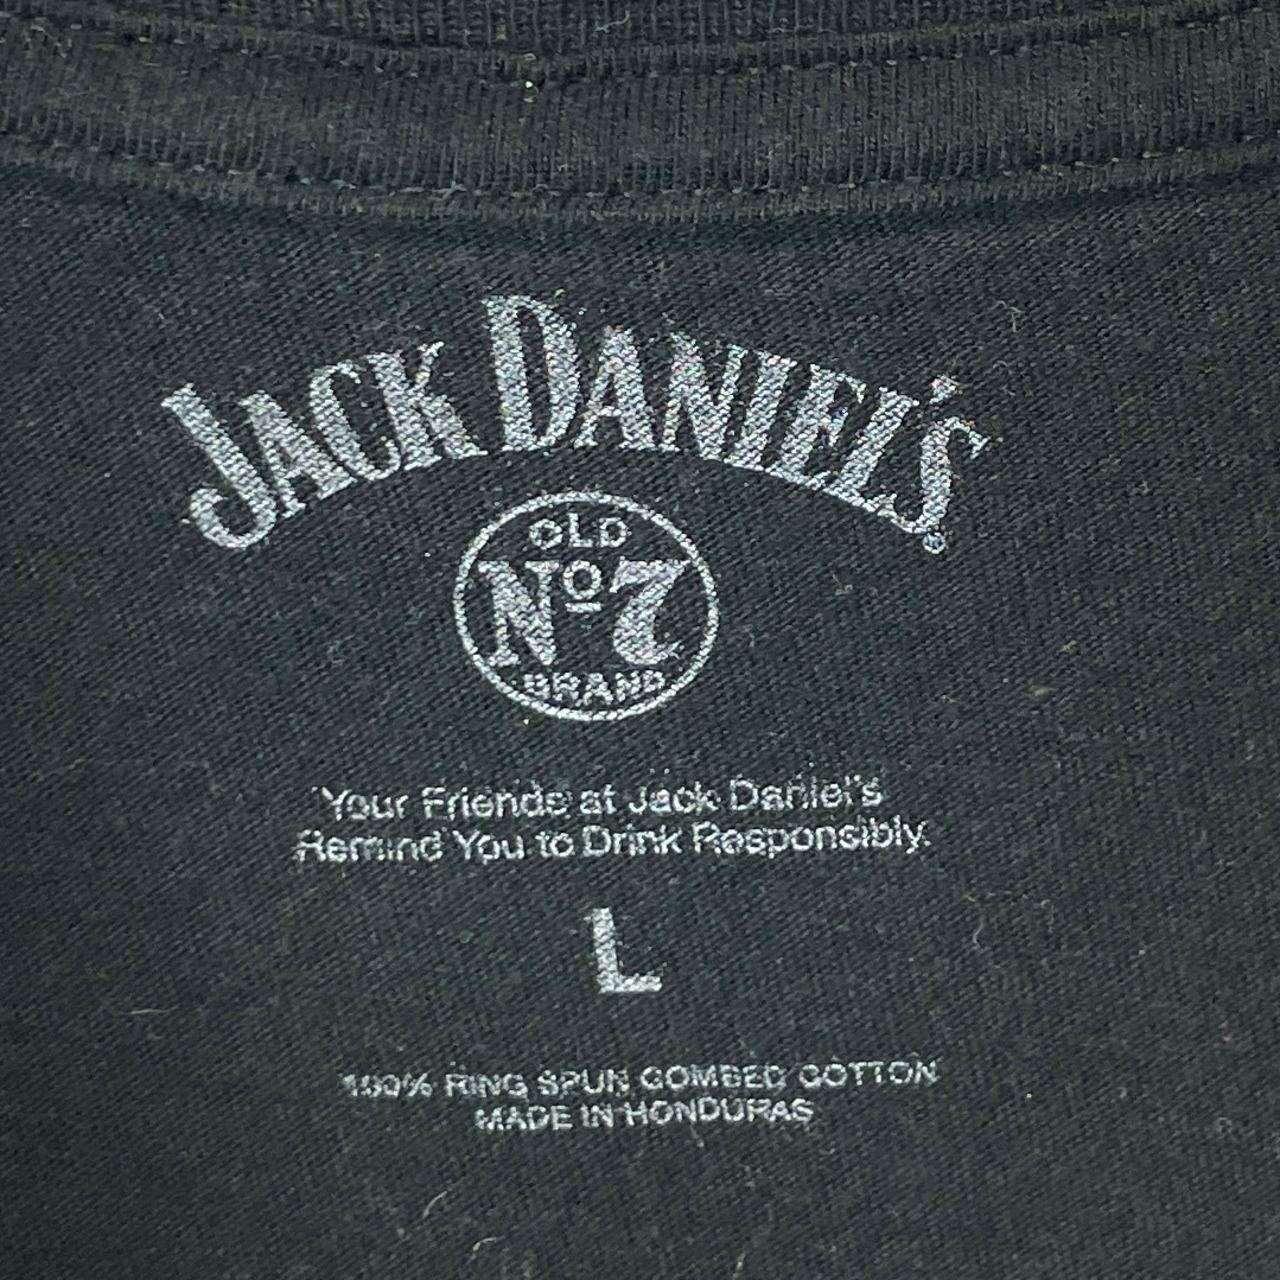 JACK DANIEL'S®
OLD
Nº7
BRAND
Your Friends at Jack Daniel's
Remind You to Drink Responsibly.
L
100% RING SPUN COMBED COTTON
MADE IN HONDURAS